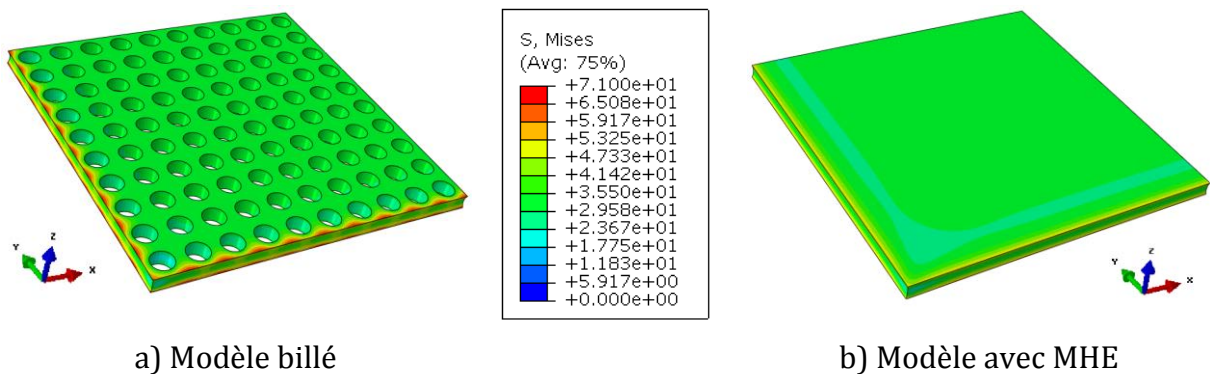 S, Mises
(Avg: 75%)
+7.100e+01
+6.508e+01
+5.917e+01
+5.325e+01
+4.733e+01
+4.142e+01
+3.550e+01
+2.958e+01
+2.367e+01
+1.775e+01
+1.183e+01
+5.917e+00
+0.000e+00
Y Z X
Y Z X
a) Modèle billé
b) Modèle avec MHE